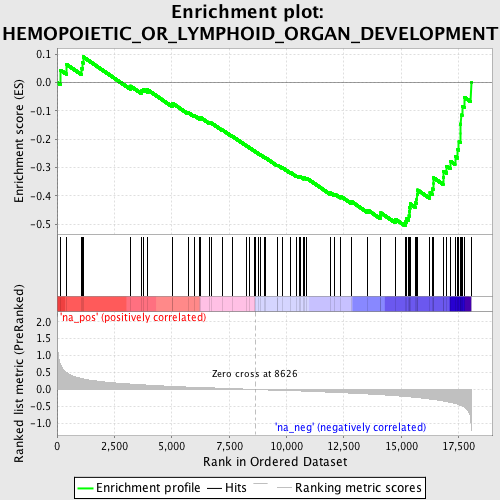 Enrichment plot:
HEMOPOIETIC_OR_LYMPHOID_ORGAN_DEVELOPMENT
Enrichment score (ES)
0.1
0.0
-0.1
-0.2
-0.3
-0.4
-0.5
'na_pos' (positively correlated)
Ranked list metric (PreRanked)
2.0
1.5
1.0
0.5
0.0
-0.5
-1.0
Zero cross at 8626
'na_neg' (negatively correlated)
0
2,500
5,000
7,500
10,000
12,500
15,000
17,500
Rank in Ordered Dataset
Enrichment profile
Hits
Ranking metric scores